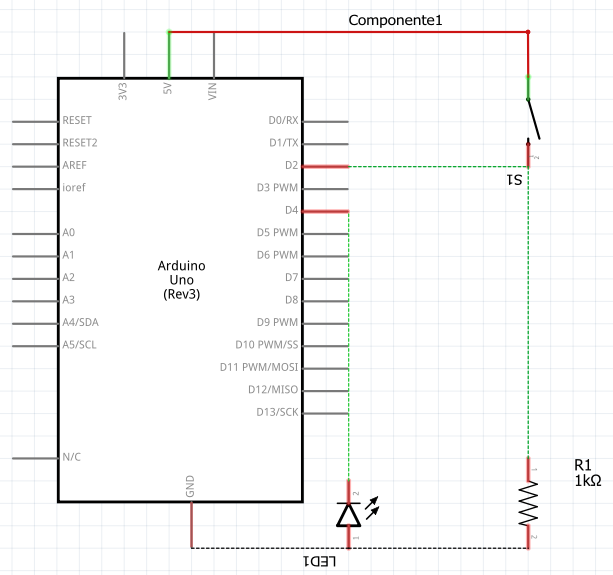 Componente1
3V3
5V
VIN
RESET
RESET2
AREF
ioref
A0
A1
A2
A3
A4/SDA
A5/SCL
N/C
Arduino
Uno
(Rev3)
D0/RX
D1/TX
D2
D3 PWM
D4
D5 PWM
D6 PWM
D7
D8
D9 PWM
D10 PWM/SS
D11 PWM/MOSI
D12/MISO
D13/SCK
GND
2
S1
2
1
LED1
1
2
R1
1kΩ